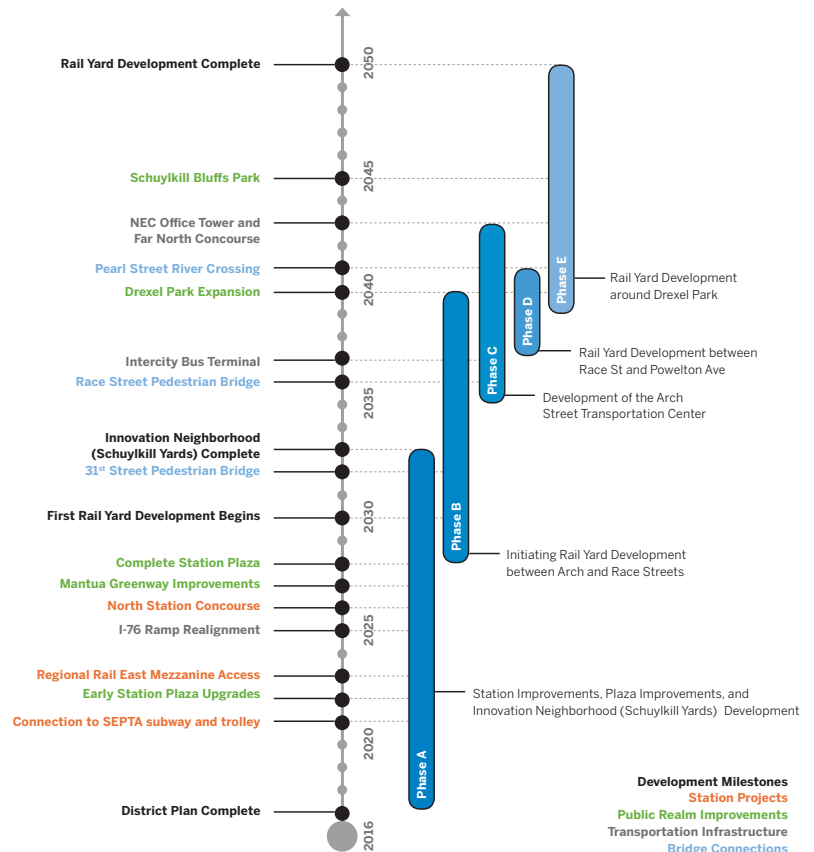 Rail Yard Development Complete
2050
Schuylkill Bluffs Park
2045
NEC Office Tower and
Far North Concourse
Pearl Street River Crossing
Drexel Park Expansion
2040
Phase E
Rail Yard Development
around Drexel Park
Phase D
Rail Yard Development between
Race St and Powelton Ave
Intercity Bus Terminal
Race Street Pedestrian Bridge
2035
Phase C
Development of the Arch
Street Transportation Center
Innovation Neighborhood
(Schuylkill Yards) Complete
31st Street Pedestrian Bridge
First Rail Yard Development Begins
2030
Phase B
Initiating Rail Yard Development
between Arch and Race Streets
Complete Station Plaza
Mantua Greenway Improvements
North Station Concourse
I-76 Ramp Realignment
2025
Regional Rail East Mezzanine Access
Early Station Plaza Upgrades
Connection to SEPTA subway and trolley
2020
Phase A
Station Improvements, Plaza Improvements, and
Innovation Neighborhood (Schuylkill Yards) Development
District Plan Complete
2016
Development Milestones
Station Projects
Public Realm Improvements
Transportation Infrastructure
Bridge Connections